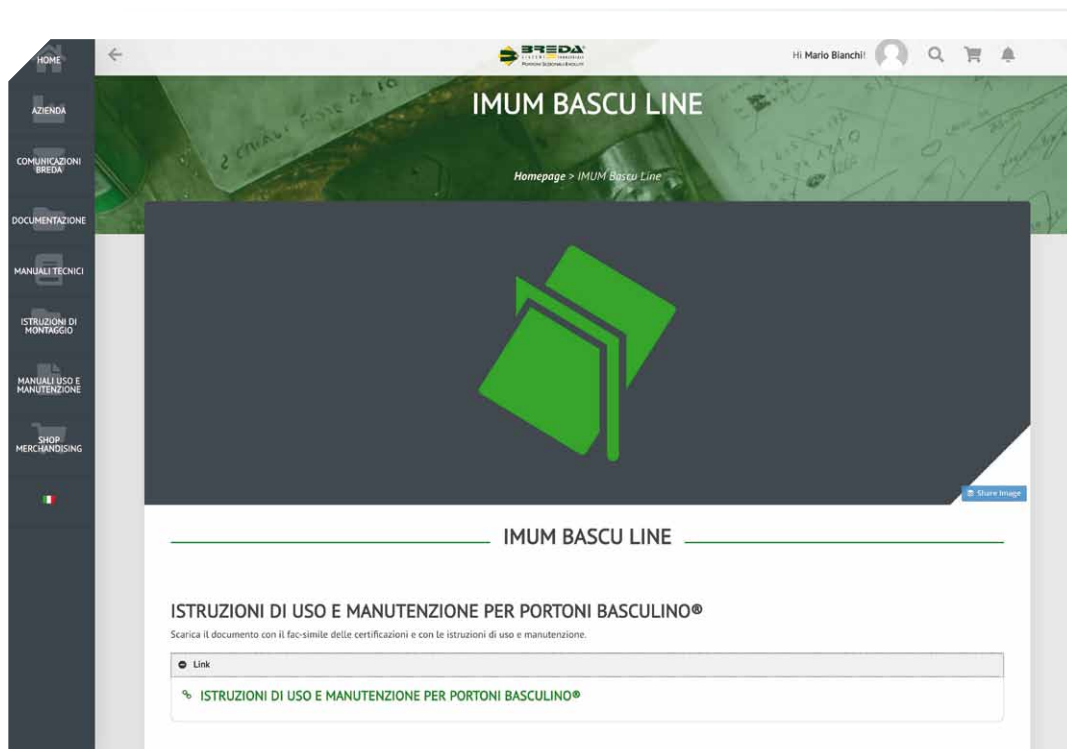 HOME
AZIENDA
COMUNICAZIONI
BREDA
DOCUMENTAZIONE
MANUALI TECNICI
ISTRUZIONI DI
MONTAGGIO
MANUALI USO E
MANUTENZIONE
SHOP
MERCHANDISING
BREDA
Hi Mario Bianchi!
IMUM BASCU LINE
Homepage > IMUM Bascu Line
Share Image
IMUM BASCU LINE
ISTRUZIONI DI USO E MANUTENZIONE PER PORTONI BASCULINO®
Scarica il documento con il fac-simile delle certificazioni e con le istruzioni di uso e manutenzione.
Link
ISTRUZIONI DI USO E MANUTENZIONE PER PORTONI BASCULINO®